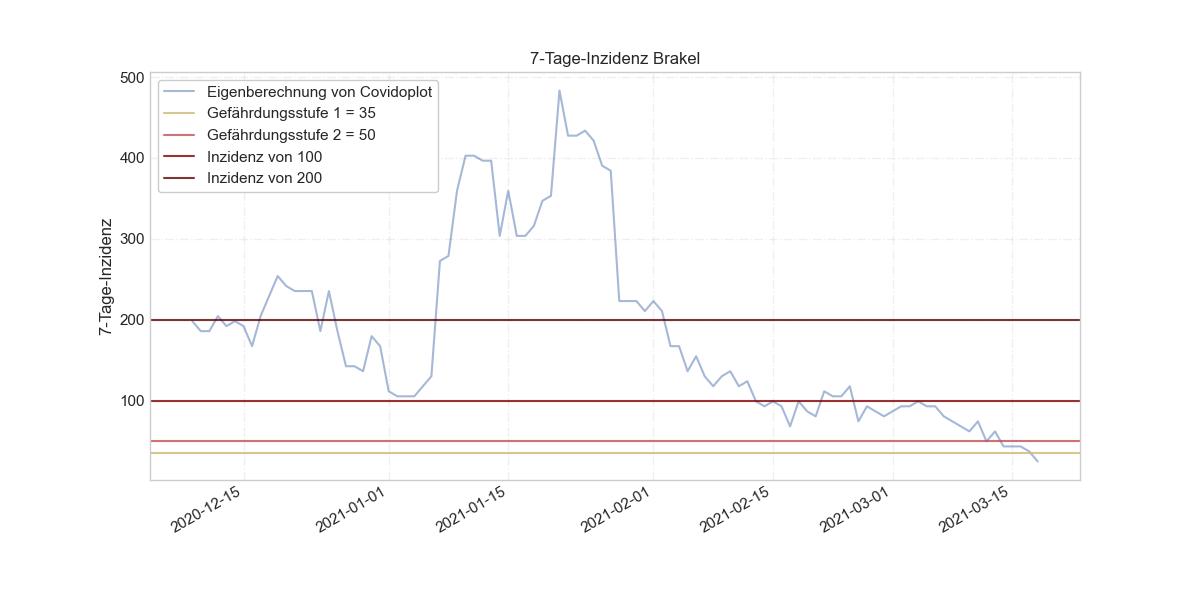 7-Tage-Inzidenz Brakel
500
400
300
200
100
7-Tage-Inzidenz
Eigenberechnung von Covidoplot
Gefährdungsstufe 1 = 35
Gefährdungsstufe 2 = 50
Inzidenz von 100
Inzidenz von 200
2020-12-15
2021-01-01
2021-01-15
2021-02-01
2021-02-15
2021-03-01
2021-03-15